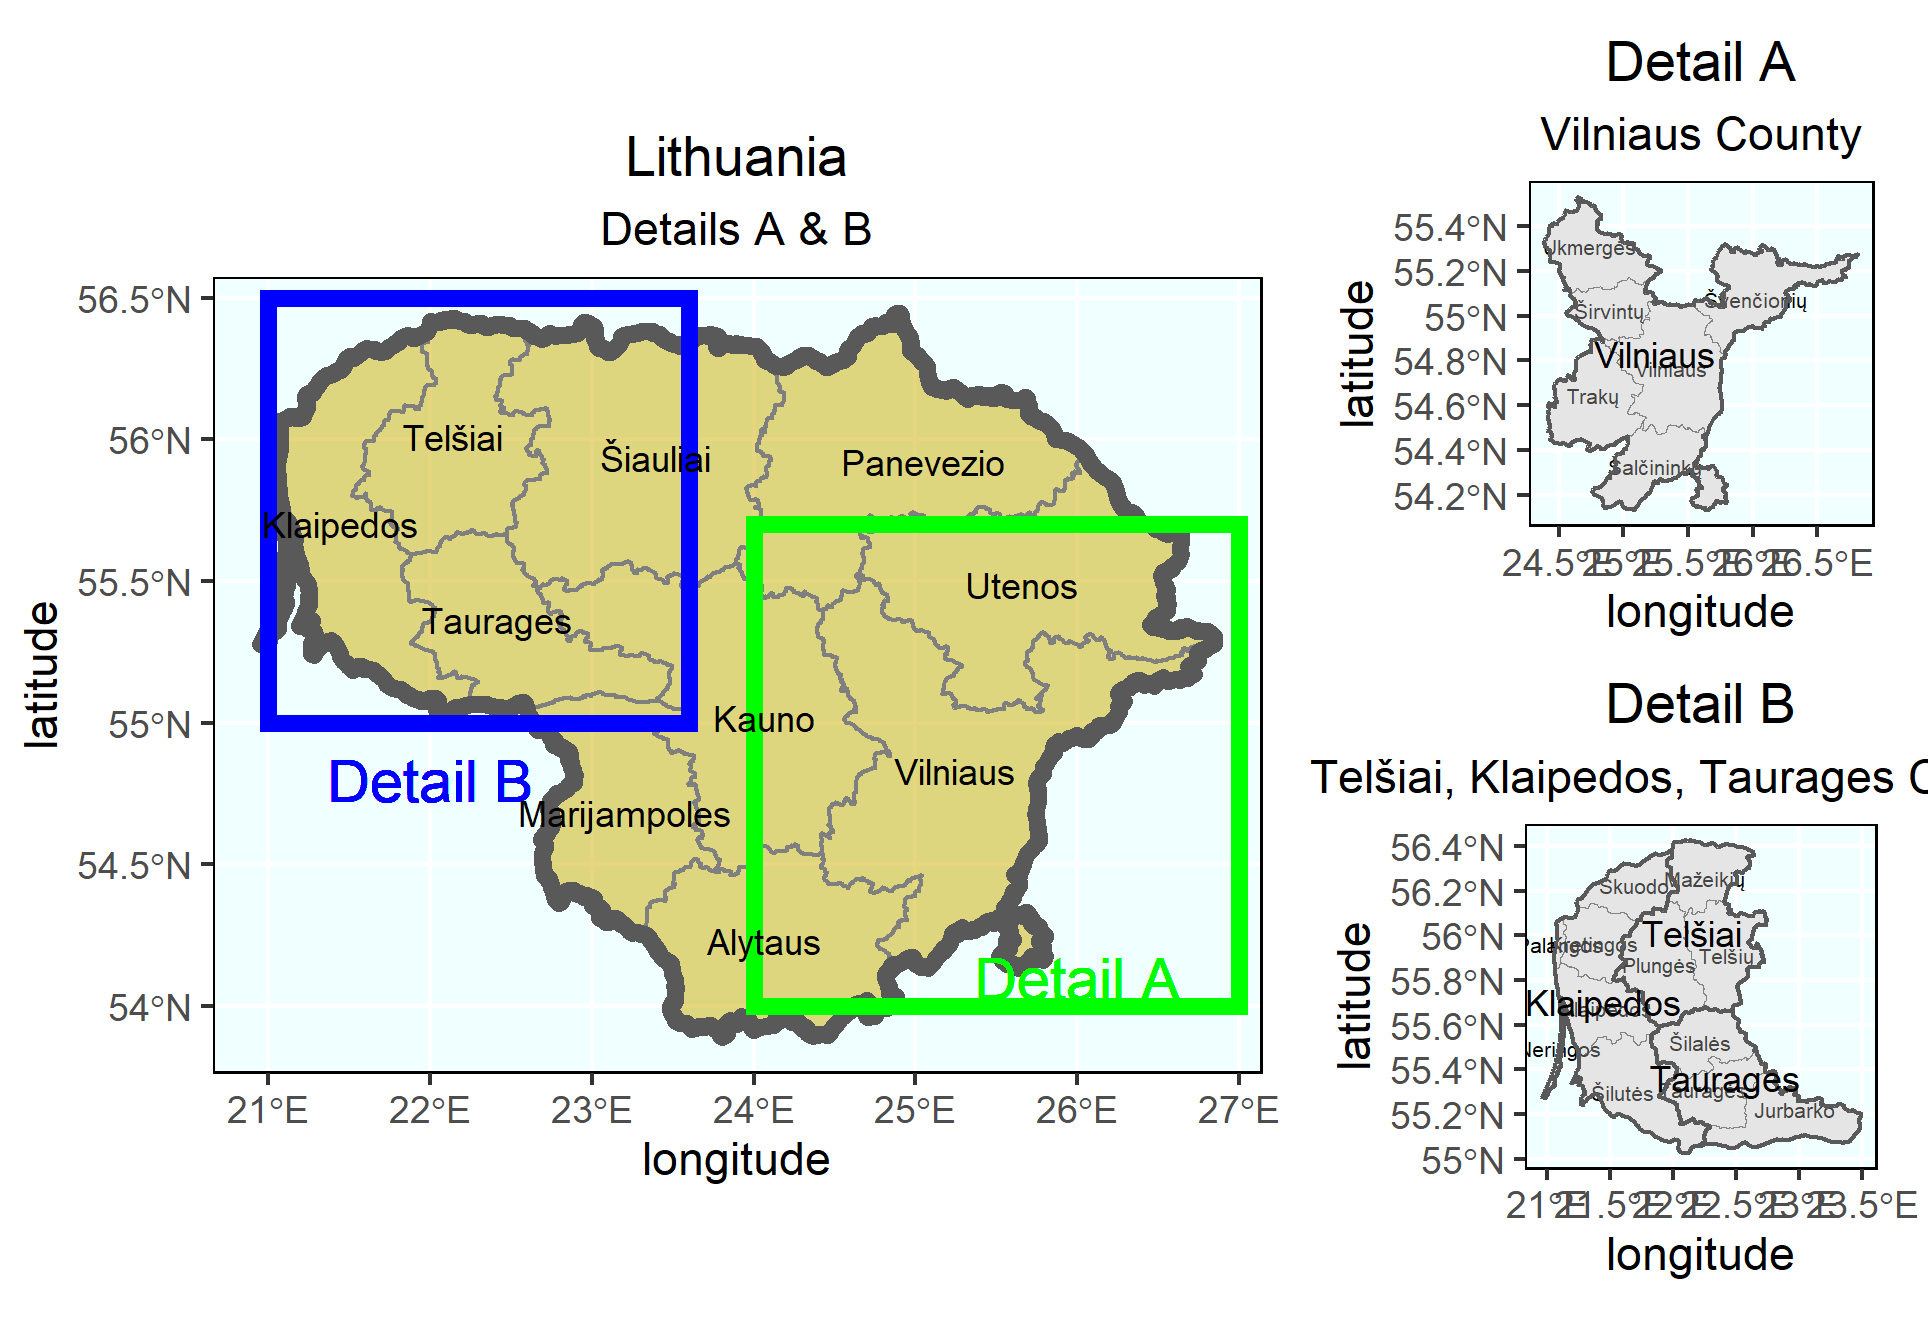 Lithuania
Details A & B
latitude
56.5°N
56°N
55.5°N
55°N
54.5°N
54°N
Telšiai
Šiauliai
Panevezio
Klaipedos
Utenos
Taurages
Kauno
Vilniaus
Detail B
Marijampoles
Alytaus
Detail A
21°E 22°E 23°E 24°E 25°E 26°E 27°E
longitude
Detail A
Vilniaus County
latitude
55.4°N
55.2°N
55°N
54.8°N
54.6°N
54.4°N
54.2°N
Ukmergės
Švenčionių
Širvintų
Vilniaus
Vilniaus
Trakų
Šalčininkų
24.5°E 25°E 25.5°E 26°E 26.5°E
longitude
Detail B
Telšiai, Klaipedos, Taurages C
latitude
56.4°N
56.2°N
56°N
55.8°N
55.6°N
55.4°N
55.2°N
55°N
Mažeikių
Skuodo
Telšiai
Palangos
Kretingos
Telšių
Plungės
Klaipedos
Klaipėdos
Šilalės
Neringos
Taurages
Tauragės
Šilutės
Jurbarko
21°E 21.5°E 22°E 22.5°E 23°E 23.5°E
longitude